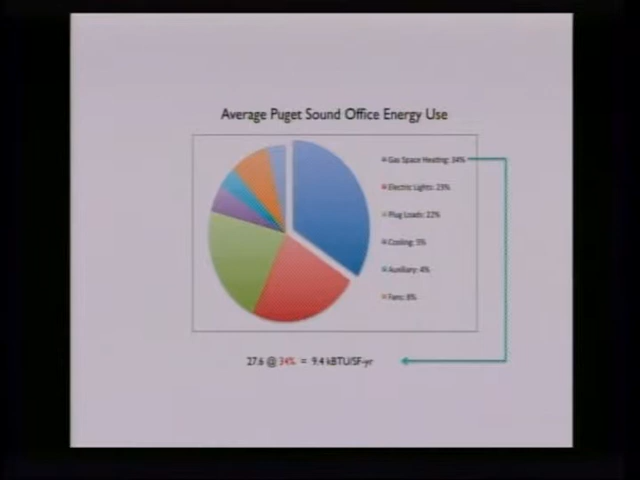 Average Puget Sound Office Energy Use
Gas Space Heating: 34%
Electric Lights: 23%
Plug Loads: 22%
Cooling: 5%
Auxiliary: 4%
Fans: 8%
27.6 @ 34% = 9.4 kBTU/SF-yr